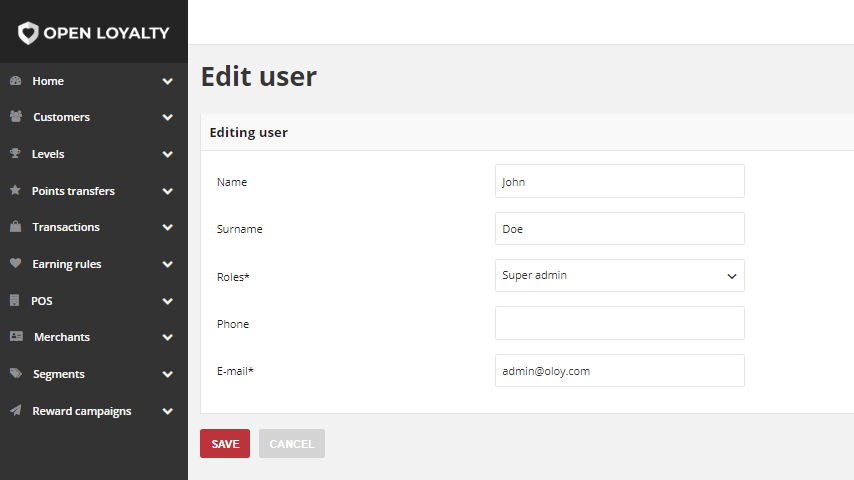 OPEN LOYALTY
Home
Customers
Levels
Points transfers
Transactions
Earning rules
POS
Merchants
Segments
Reward campaigns
Edit user
Editing user
Name
John
Surname
Doe
Roles*
Super admin
Phone
E-mail*
admin@oloy.com
SAVE
CANCEL